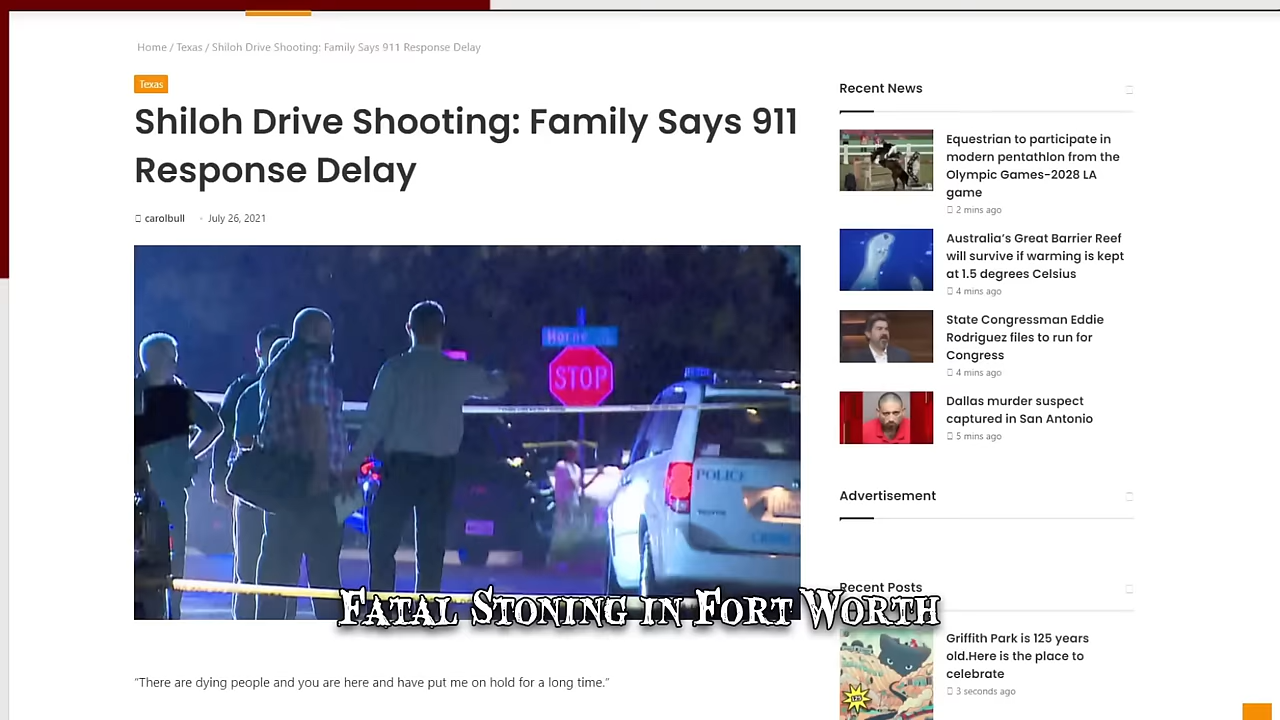 Home / Texas / Shiloh Drive Shooting: Family Says 911 Response Delay
Texas
Shiloh Drive Shooting: Family Says 911
Response Delay
carolbull
July 26, 2021
Horne
STOP
POLICE
FATAL STONING IN FORT WORTH
"There are dying people and you are here and have put me on hold for a long time."
Recent News
Equestrian to participate in
modern pentathlon from the
Olympic Games-2028 LA
game
2 mins ago
Australia's Great Barrier Reef
will survive if warming is kept
at 1.5 degrees Celsius
4 mins ago
State Congressman Eddie
Rodriguez files to run for
Congress
4 mins ago
Dallas murder suspect
captured in San Antonio
5 mins ago
Advertisement
Recent Posts
Griffith Park is 125 years
old.Here is the place to
celebrate
3 seconds ago